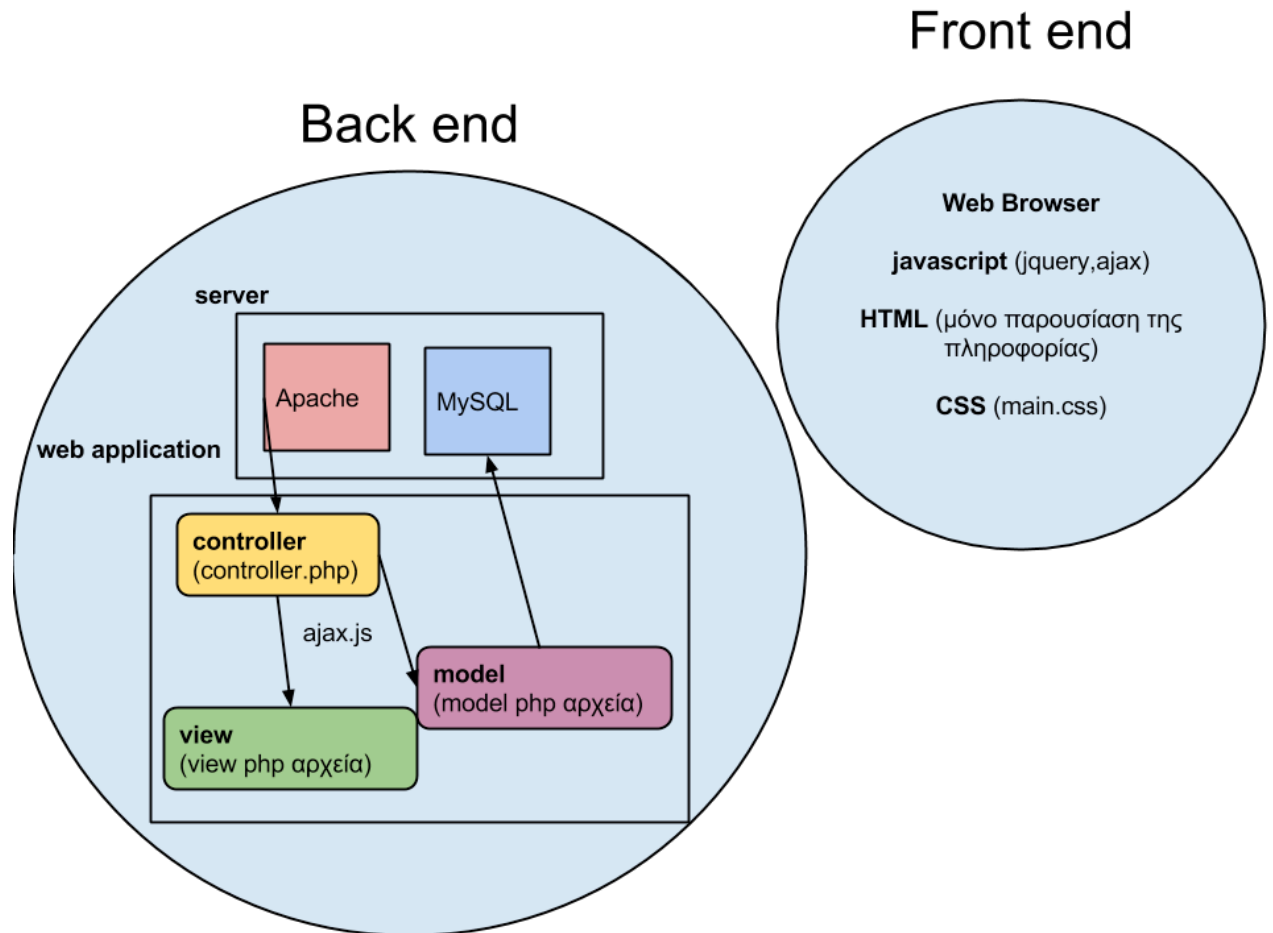 Front end
Back end
Web Browser
javascript (jquery,ajax)
HTML (μόνο παρουσίαση της
πληροφορίας)
CSS (main.css)
server
Apache
MySQL
web application
controller
(controller.php)
ajax.js
model
(model php αρχεία)
view
(view php αρχεία)